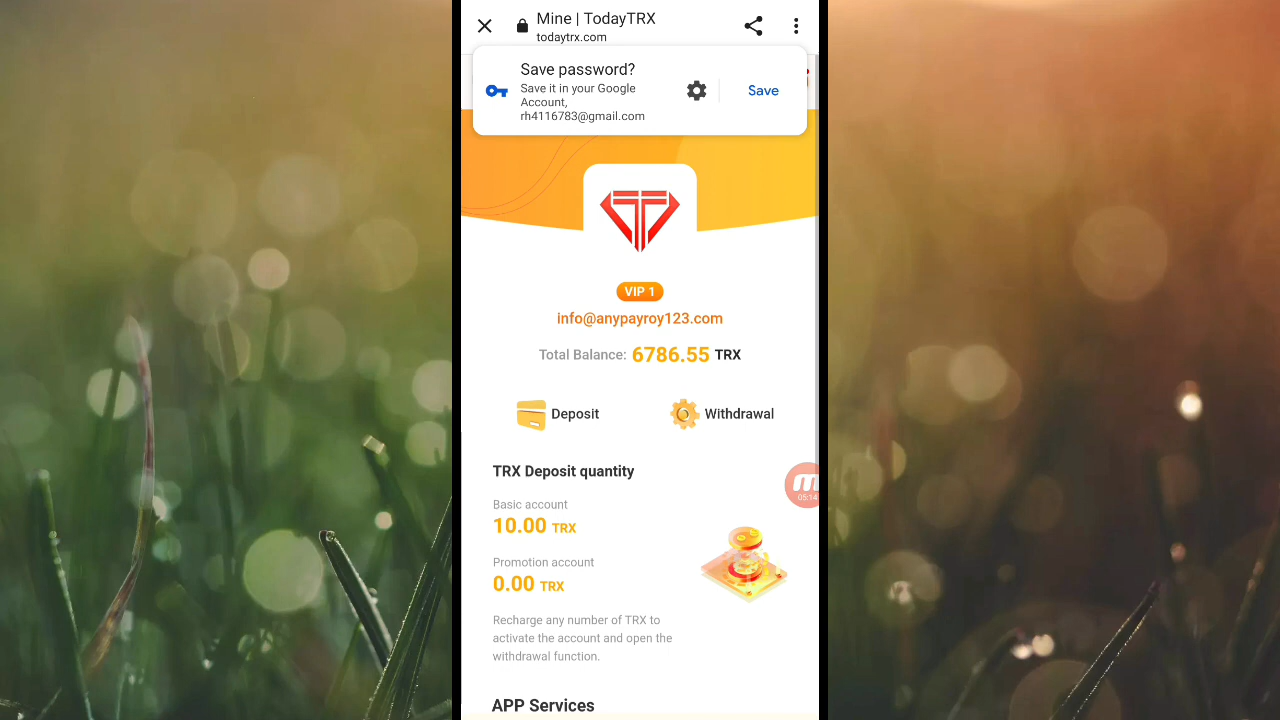 Mine | TodayTRX
todaytrx.com
Save password?
Save it in your Google
Account,
rh4116783@gmail.com
Save
VIP 1
info@anypayroy123.com
Total Balance: 6786.55 TRX
Deposit
Withdrawal
TRX Deposit quantity
Basic account
10.00 TRX
Promotion account
0.00 TRX
05:14
Recharge any number of TRX to
activate the account and open the
withdrawal function.
APP Services